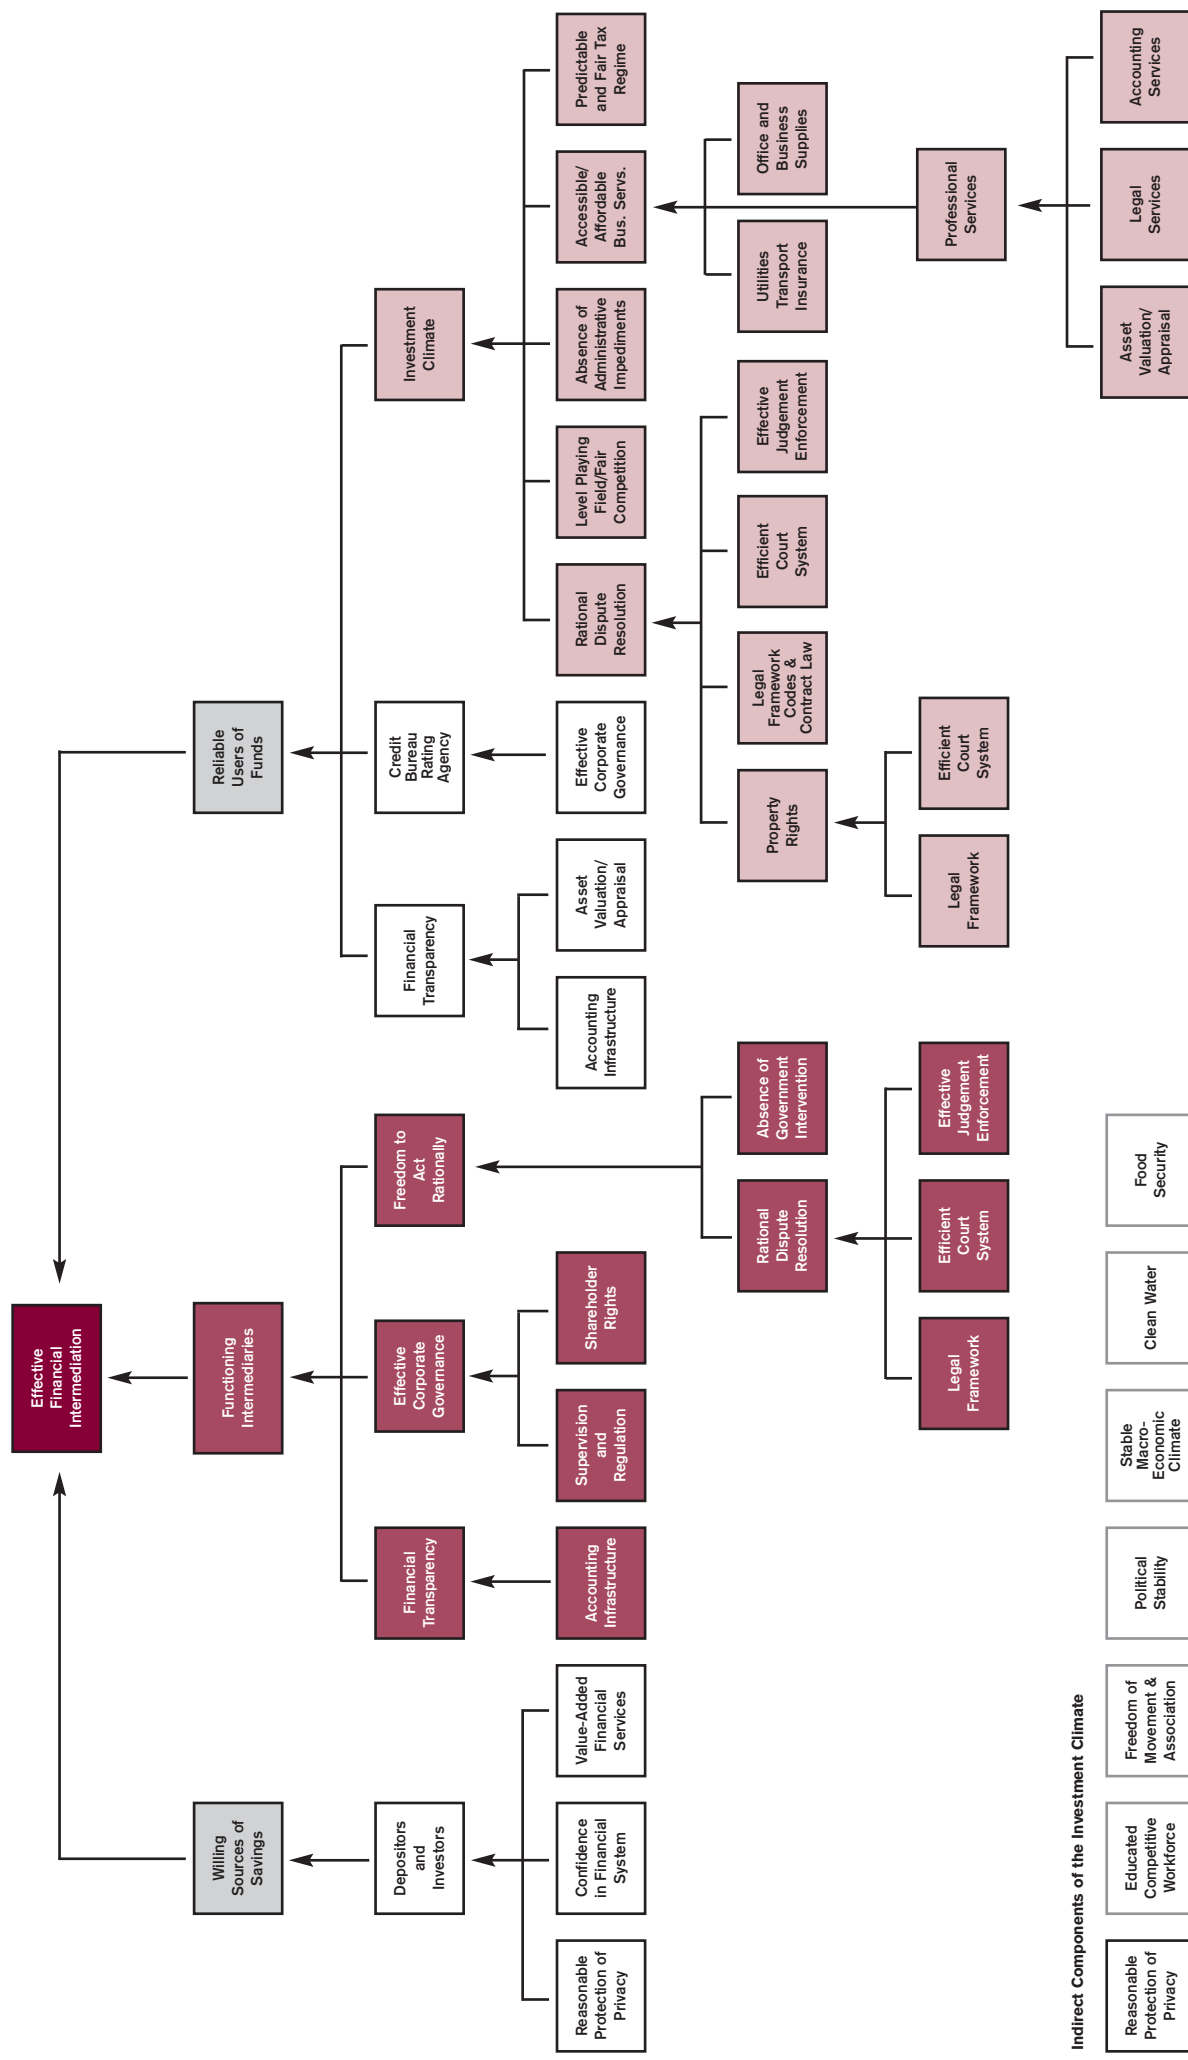 Effective
Financial
Intermediation
Willing
Sources of
Savings
Functioning
Intermediaries
Reliable
Users of
Funds
Depositors
and
Investors
Financial
Transparency
Effective
Corporate
Governance
Freedom to
Act
Rationally
Financial
Transparency
Credit
Bureau
Rating
Agency
Investment
Climate
Reasonable
Protection of
Privacy
Confidence
in Financial
System
Value-Added
Financial
Services
Accounting
Infrastructure
Supervision
and
Regulation
Shareholder
Rights
Accounting
Infrastructure
Asset
Valuation/
Appraisal
Effective
Corporate
Governance
Rational
Dispute
Resolution
Level Playing
Field/Fair
Competition
Absence of
Administrative
Impediments
Accessible/
Affordable
Bus. Servs.
Predictable
and Fair Tax
Regime
Rational
Dispute
Resolution
Absence of
Government
Intervention
Property
Rights
Legal
Framework
Codes &
Contract Law
Efficient
Court
System
Effective
Judgement
Enforcement
Utilities
Transport
Insurance
Office and
Business
Supplies
Legal
Framework
Efficient
Court
System
Effective
Judgement
Enforcement
Legal
Framework
Efficient
Court
System
Professional
Services
Indirect Components of the Investment Climate
Reasonable
Protection of
Privacy
Educated
Competitive
Workforce
Freedom of
Movement &
Association
Political
Stability
Stable
Macro-
Economic
Climate
Clean Water
Food
Security
Asset
Valuation/
Appraisal
Legal
Services
Accounting
Services